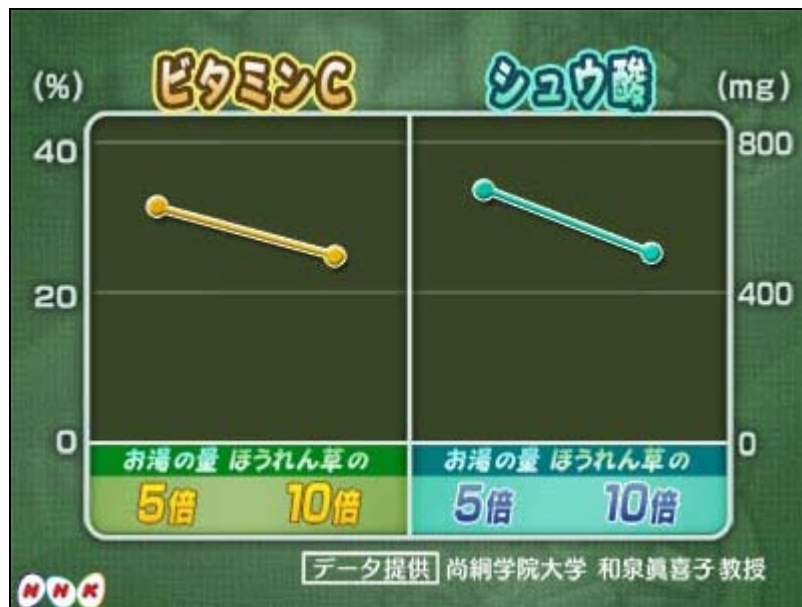 ビタミンC
シュウ酸
(%)
(mg)
40
20
0
800
400
0
お湯の量 ほうれん草の
5倍 10倍
お湯の量 ほうれん草の
5倍 10倍
データ提供 尚絅学院大学 和泉眞喜子教授
NHK